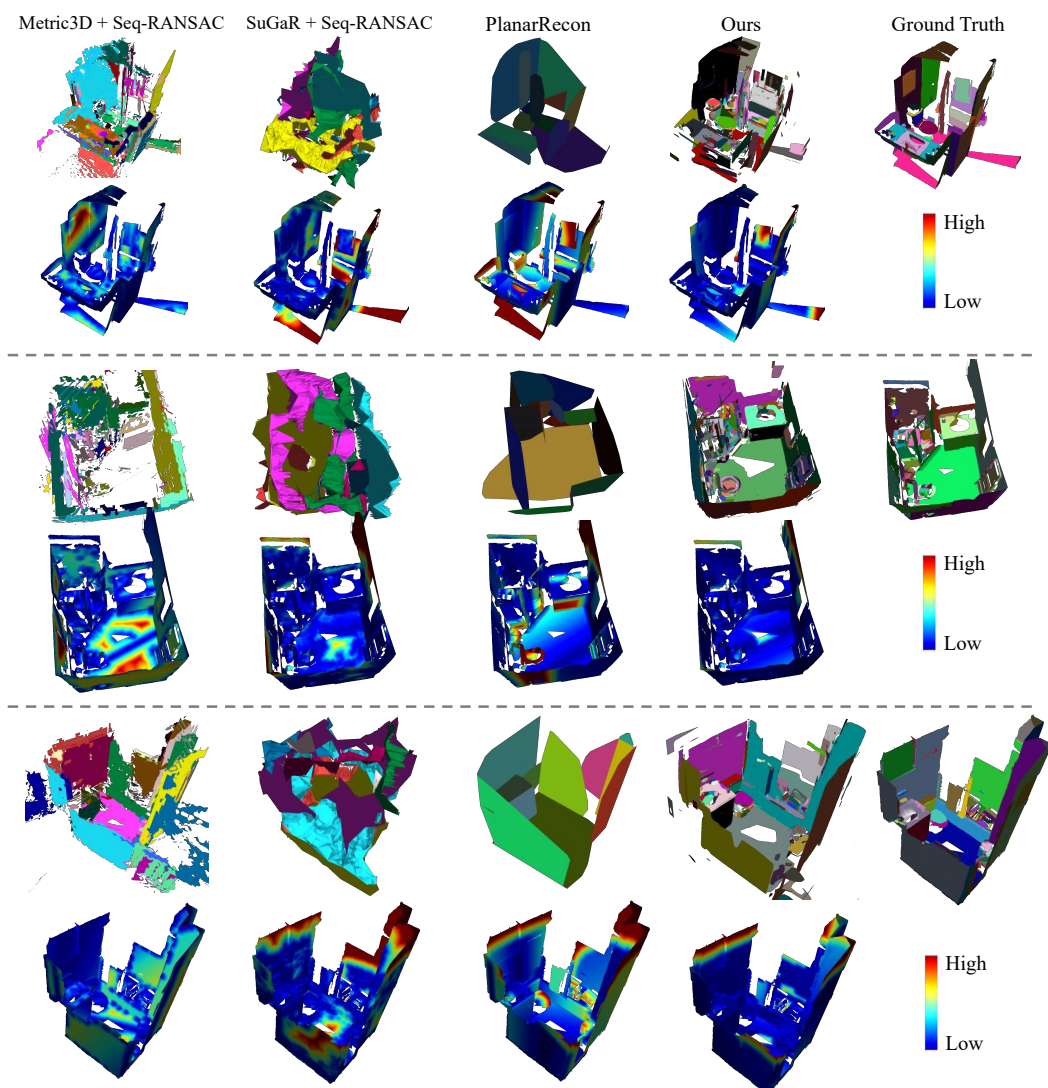 Metric3D + Seq-RANSAC SuGaR + Seq-RANSAC PlanarRecon Ours Ground Truth
High
Low
High
Low
High
Low